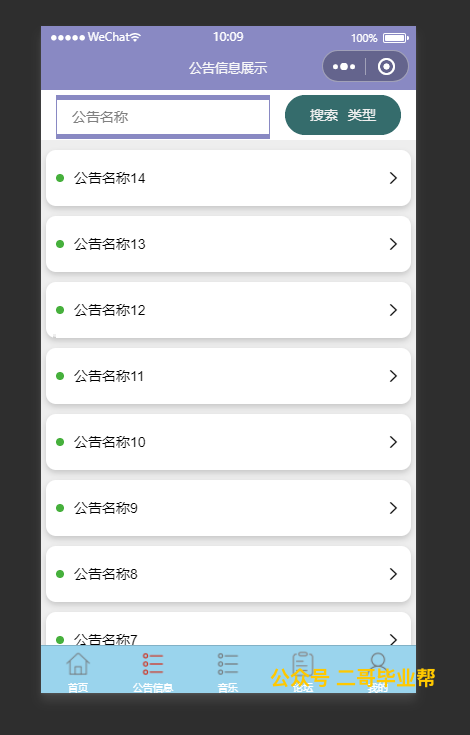 WeChat 10:09 100%
公告信息展示
公告名称 搜索 类型
公告名称14
公告名称13
公告名称12
公告名称11
公告名称10
公告名称9
公告名称8
公告名称7
首页 公告信息 音乐 论坛 我的
公众号 二哥毕业帮